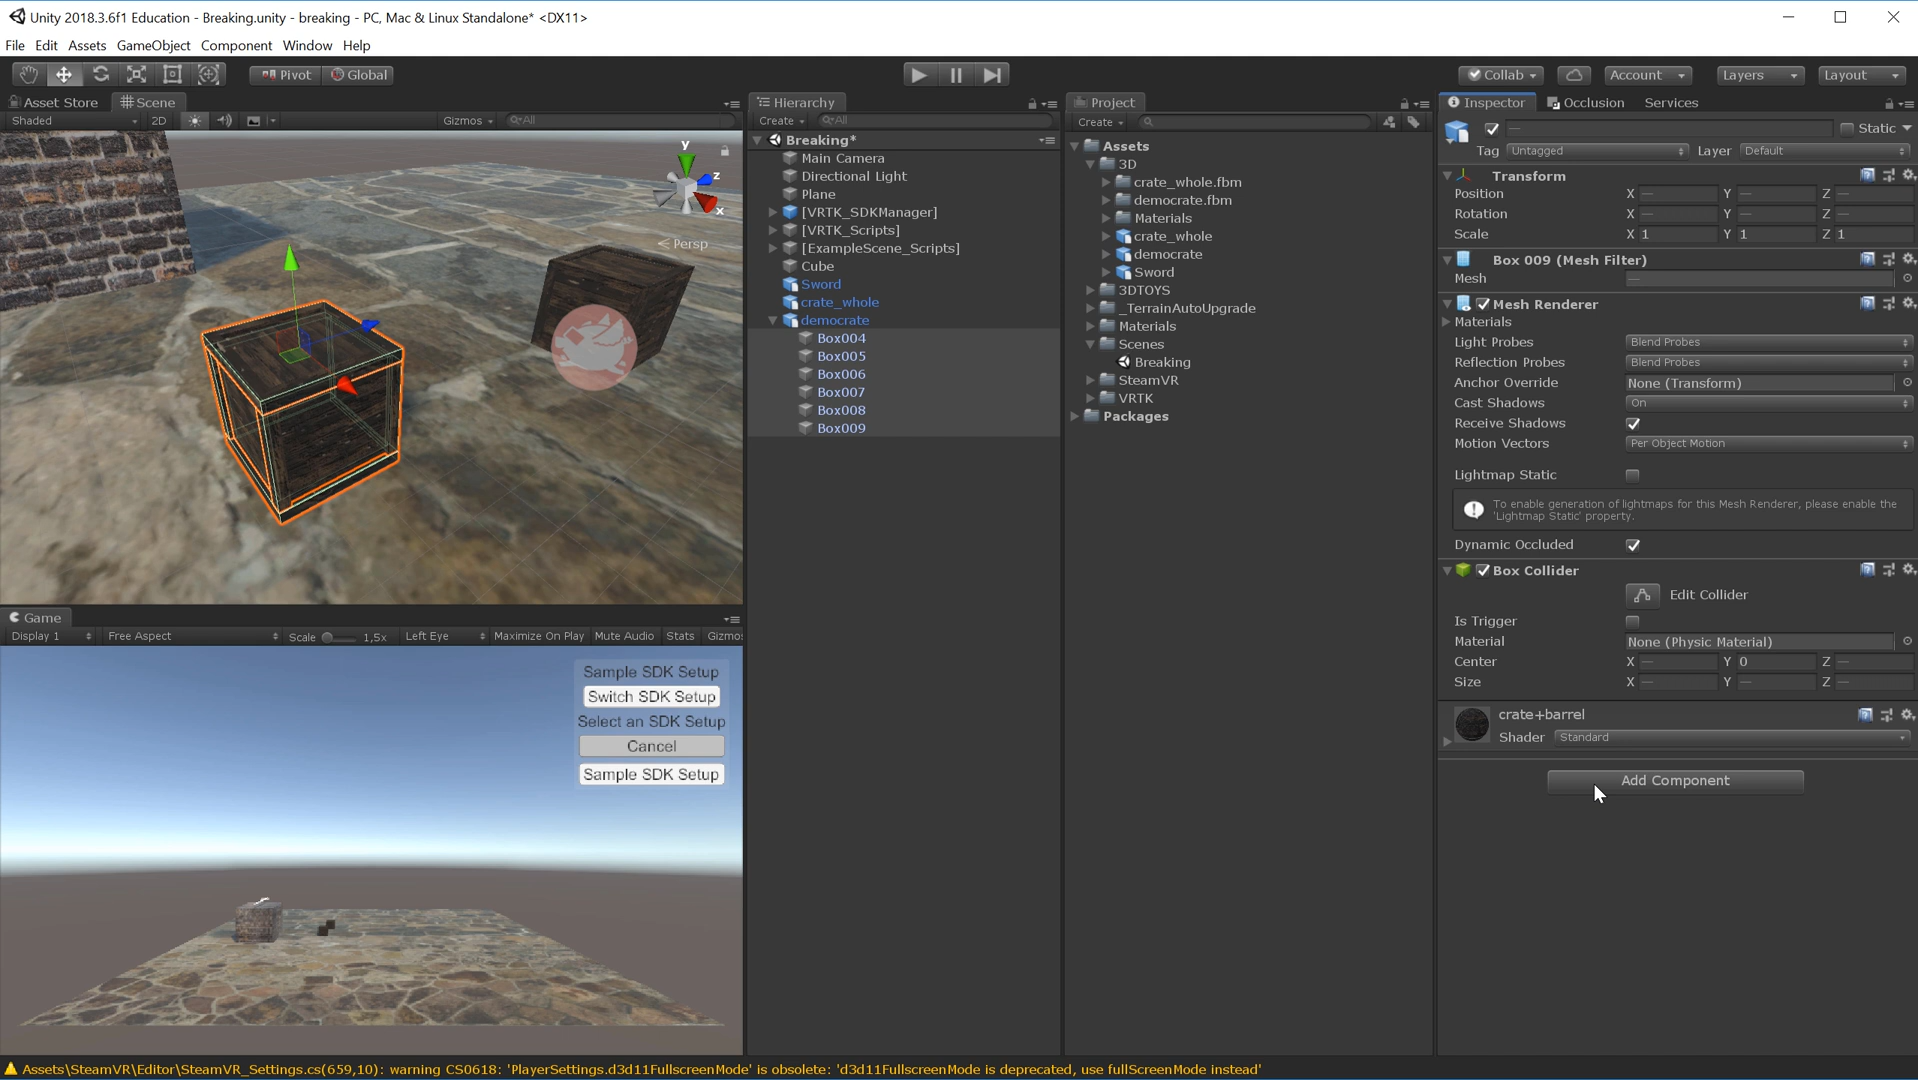 Unity 2018.3.6f1 Education - Breaking.unity - breaking - PC, Mac & Linux Standalone* <DX11>
File Edit Assets GameObject Component Window Help
Pivot Global Collab Account Layers Layout
Asset Store Scene
Shaded 2D Gizmos All
y
z
x
Persp
Game
Display 1 Free Aspect Scale 1,5x Left Eye Maximize On Play Mute Audio Stats Gizmos
Sample SDK Setup
Switch SDK Setup
Select an SDK Setup
Cancel
Sample SDK Setup
Hierarchy
Create All
Breaking*
Main Camera
Directional Light
Plane
[VRTK_SDKManager]
[VRTK_Scripts]
[ExampleScene_Scripts]
Cube
Sword
crate_whole
democrate
Box004
Box005
Box006
Box007
Box008
Box009
Project
Create
Assets
3D
crate_whole.fbm
democrate.fbm
Materials
crate_whole
democrate
Sword
3DTOYS
_TerrainAutoUpgrade
Materials
Scenes
Breaking
SteamVR
VRTK
Packages
Inspector Occlusion Services
— Static
Tag Untagged Layer Default
Transform
Position X — Y — Z —
Rotation X — Y — Z —
Scale X 1 Y 1 Z 1
Box 009 (Mesh Filter)
Mesh —
Mesh Renderer
Materials
Light Probes Blend Probes
Reflection Probes Blend Probes
Anchor Override None (Transform)
Cast Shadows On
Receive Shadows
Motion Vectors Per Object Motion
Lightmap Static
To enable generation of lightmaps for this Mesh Renderer, please enable the
'Lightmap Static' property.
Dynamic Occluded
Box Collider
Edit Collider
Is Trigger
Material None (Physic Material)
Center X — Y 0 Z —
Size X — Y — Z —
crate+barrel
Shader Standard
Add Component
Assets\SteamVR\Editor\SteamVR_Settings.cs(659,10): warning CS0618: 'PlayerSettings.d3d11FullscreenMode' is obsolete: 'd3d11FullscreenMode is deprecated, use fullScreenMode instead'